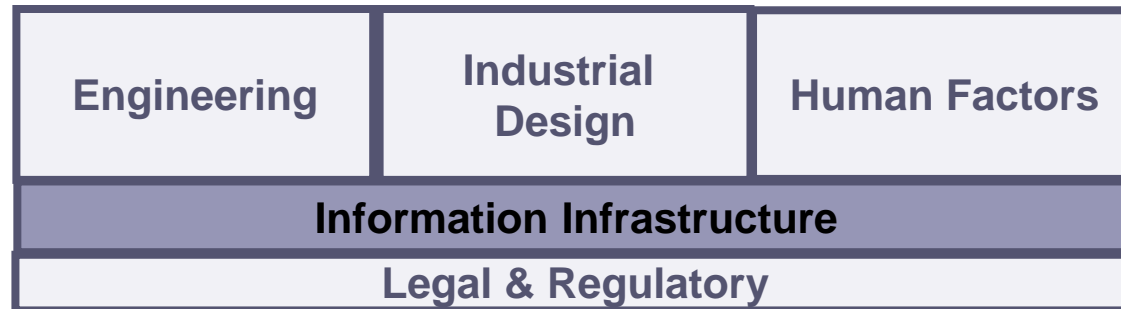 Engineering
Industrial
Design
Human Factors
Information Infrastructure
Legal & Regulatory